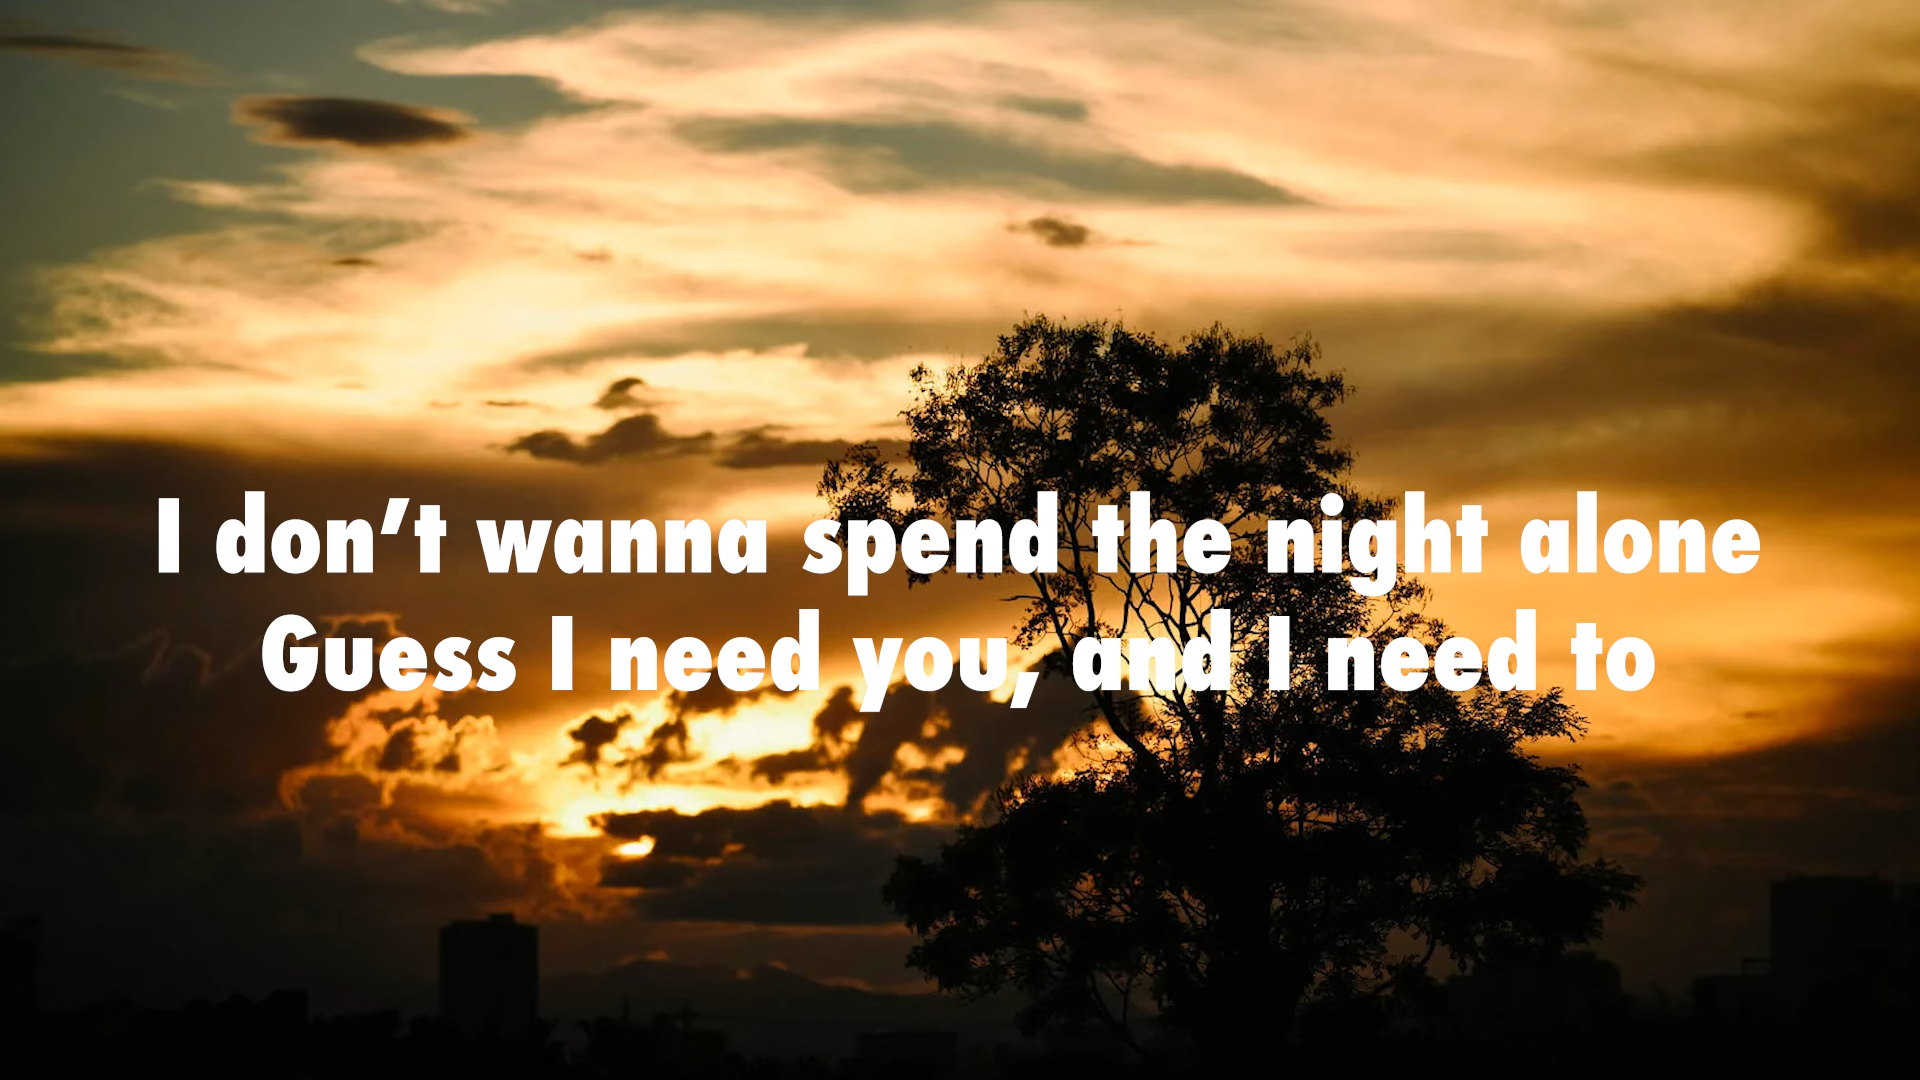 I don’t wanna spend the night alone
Guess I need you, and I need to